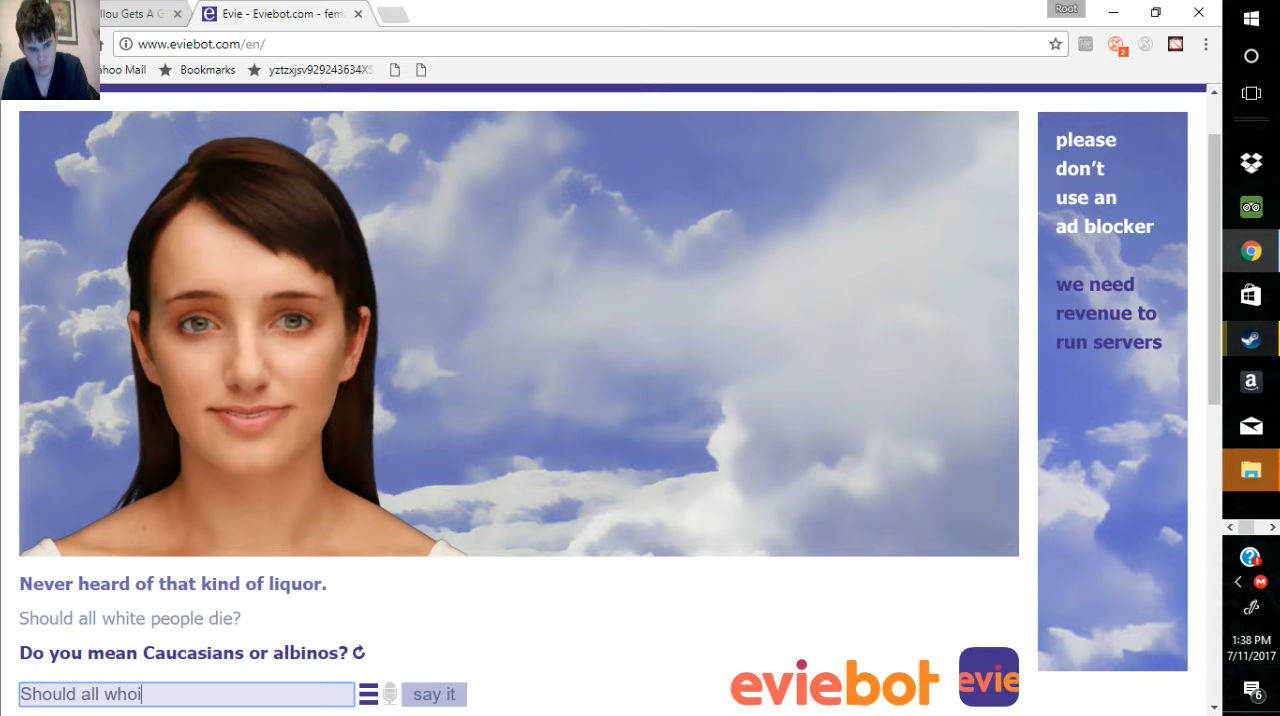 llou Gets A G
Evie - Eviebot.com - fem
Root
www.eviebot.com/en/
ahoo Mail
Bookmarks
yztzxjsv929243634XS
2
please
don't
use an
ad blocker
we need
revenue to
run servers
Never heard of that kind of liquor.
Should all white people die?
Do you mean Caucasians or albinos?
Should all whoi
say it
eviebot
evie
1:38 PM
7/11/2017
6